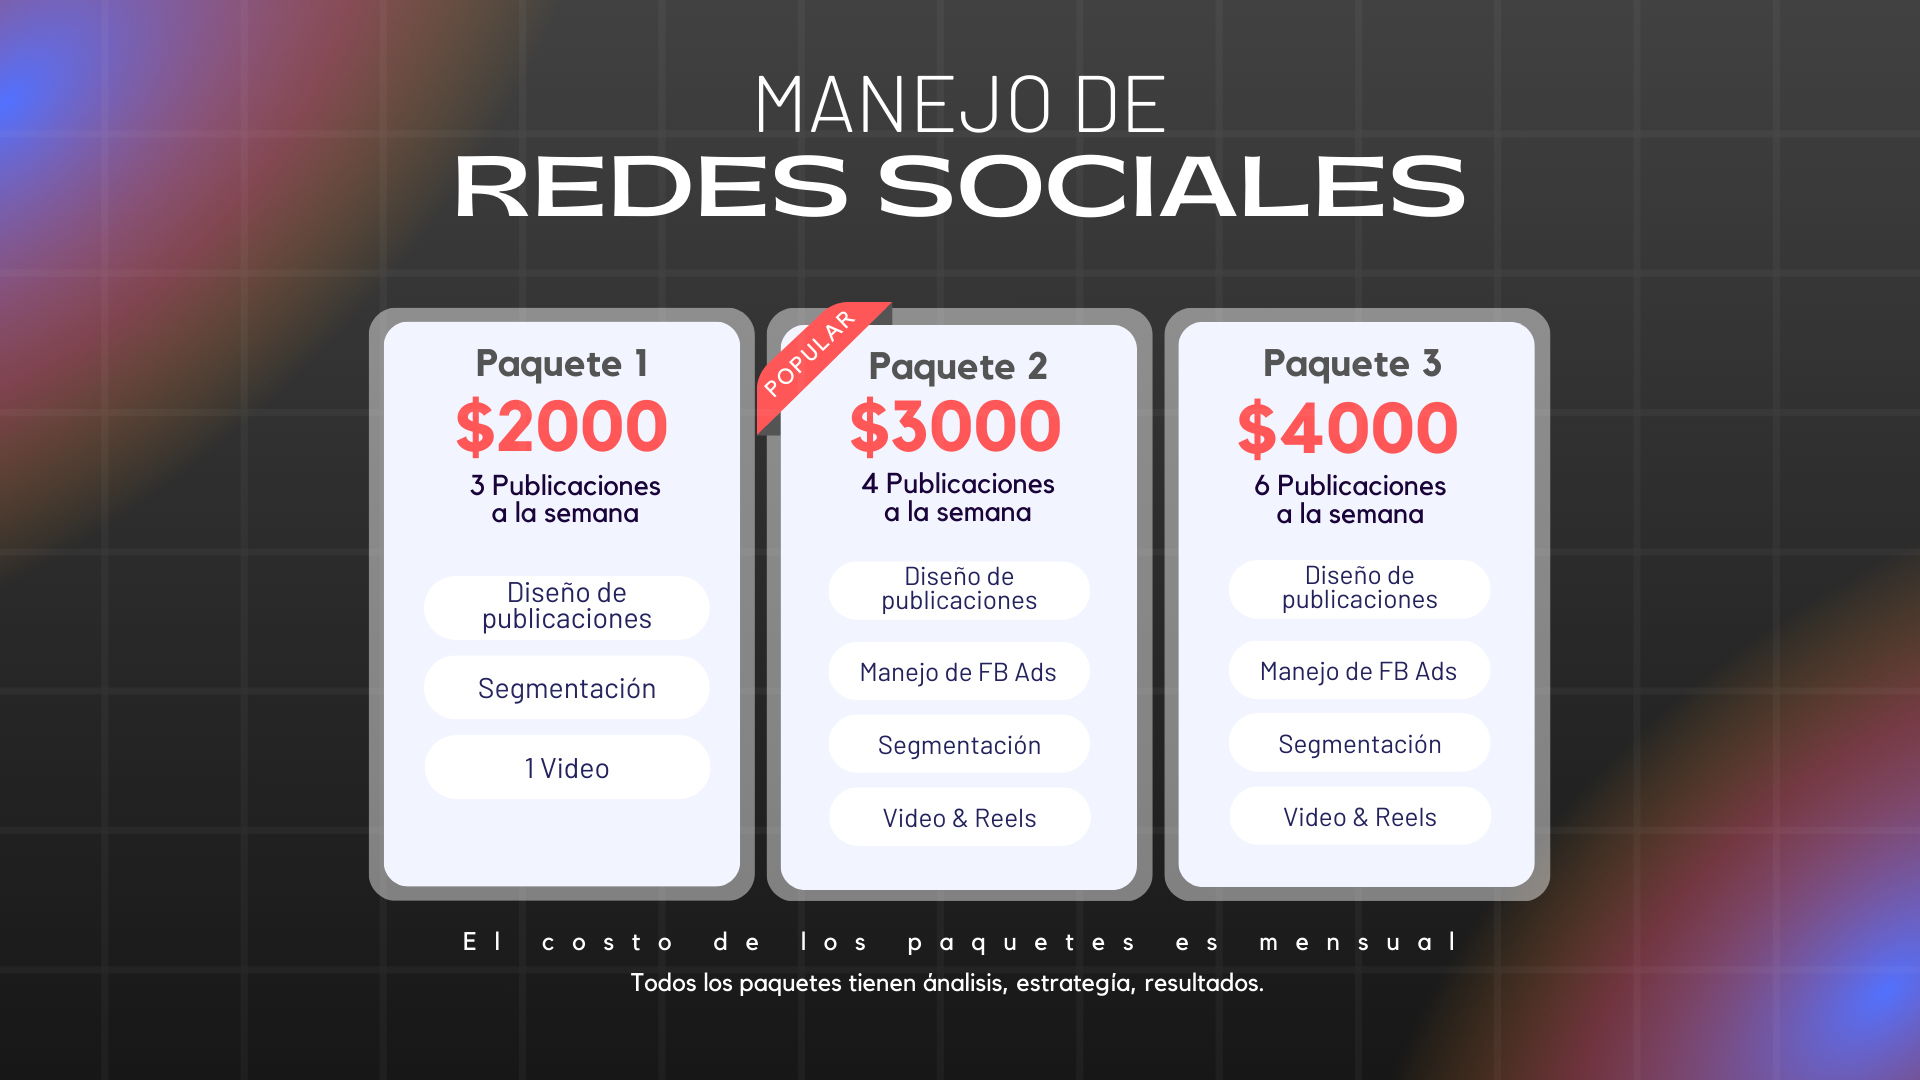 MANEJO DE
REDES SOCIALES
Paquete 1
$2000
3 Publicaciones
a la semana
Diseño de
publicaciones
Segmentación
1 Video
POPULAR
Paquete 2
$3000
4 Publicaciones
a la semana
Diseño de
publicaciones
Manejo de FB Ads
Segmentación
Video & Reels
Paquete 3
$4000
6 Publicaciones
a la semana
Diseño de
publicaciones
Manejo de FB Ads
Segmentación
Video & Reels
El costo de los paquetes es mensual
Todos los paquetes tienen ánalisis, estrategía, resultados.